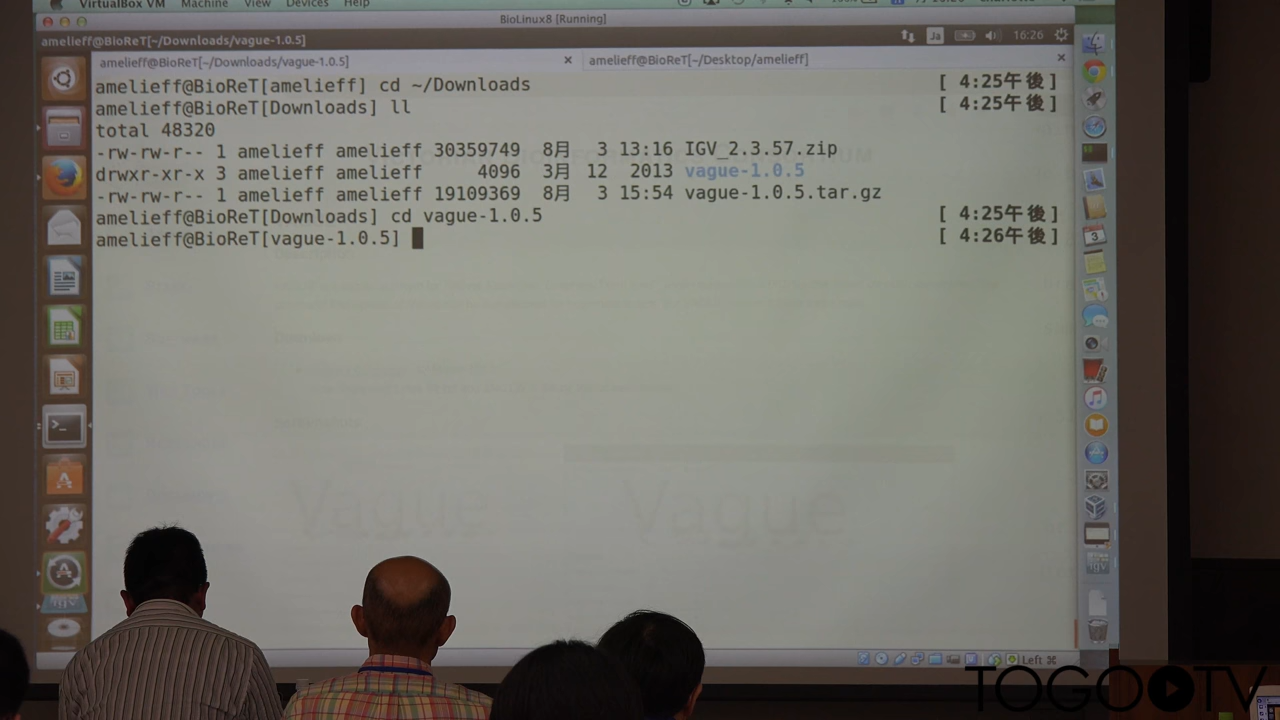 VirtualBox VM Machine View Devices Help
BioLinux8 [Running]
amelieff@BioReT[~/Downloads/vague-1.0.5]
Ja 16:26
amelieff@BioReT[~/Downloads/vague-1.0.5] × amelieff@BioReT[~/Desktop/amelieff] ×
amelieff@BioReT[amelieff] cd ~/Downloads [ 4:25午後]
amelieff@BioReT[Downloads] ll [ 4:25午後]
total 48320
-rw-rw-r-- 1 amelieff amelieff 30359749 8月 3 13:16 IGV_2.3.57.zip
drwxr-xr-x 3 amelieff amelieff 4096 3月 12 2013 vague-1.0.5
-rw-rw-r-- 1 amelieff amelieff 19109369 8月 3 15:54 vague-1.0.5.tar.gz
amelieff@BioReT[Downloads] cd vague-1.0.5 [ 4:25午後]
amelieff@BioReT[vague-1.0.5] [ 4:26午後]
Vague Vague
igv
3
igv
Left ⌘
TOGOTV